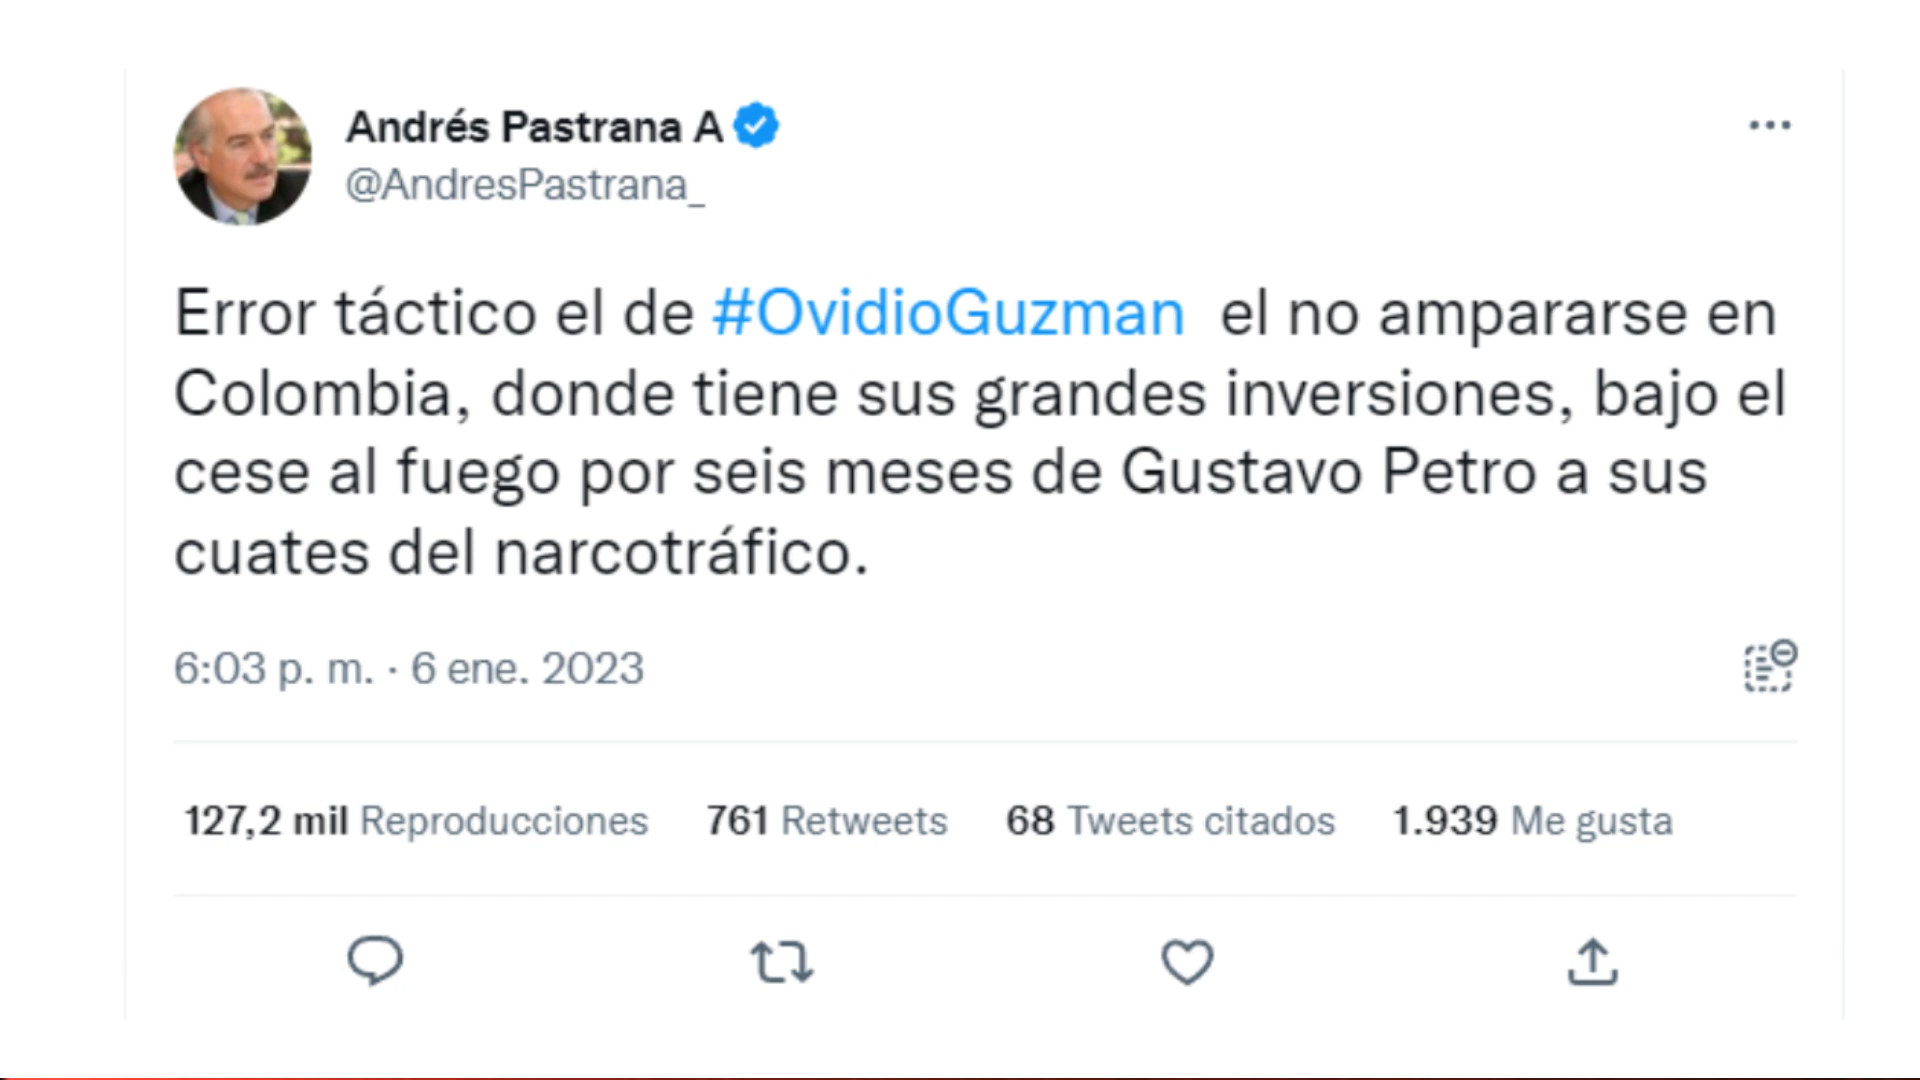 Andrés Pastrana A
@AndresPastrana_
Error táctico el de #OvidioGuzman el no ampararse en
Colombia, donde tiene sus grandes inversiones, bajo el
cese al fuego por seis meses de Gustavo Petro a sus
cuates del narcotráfico.
6:03 p. m. · 6 ene. 2023
127,2 mil Reproducciones 761 Retweets 68 Tweets citados 1.939 Me gusta